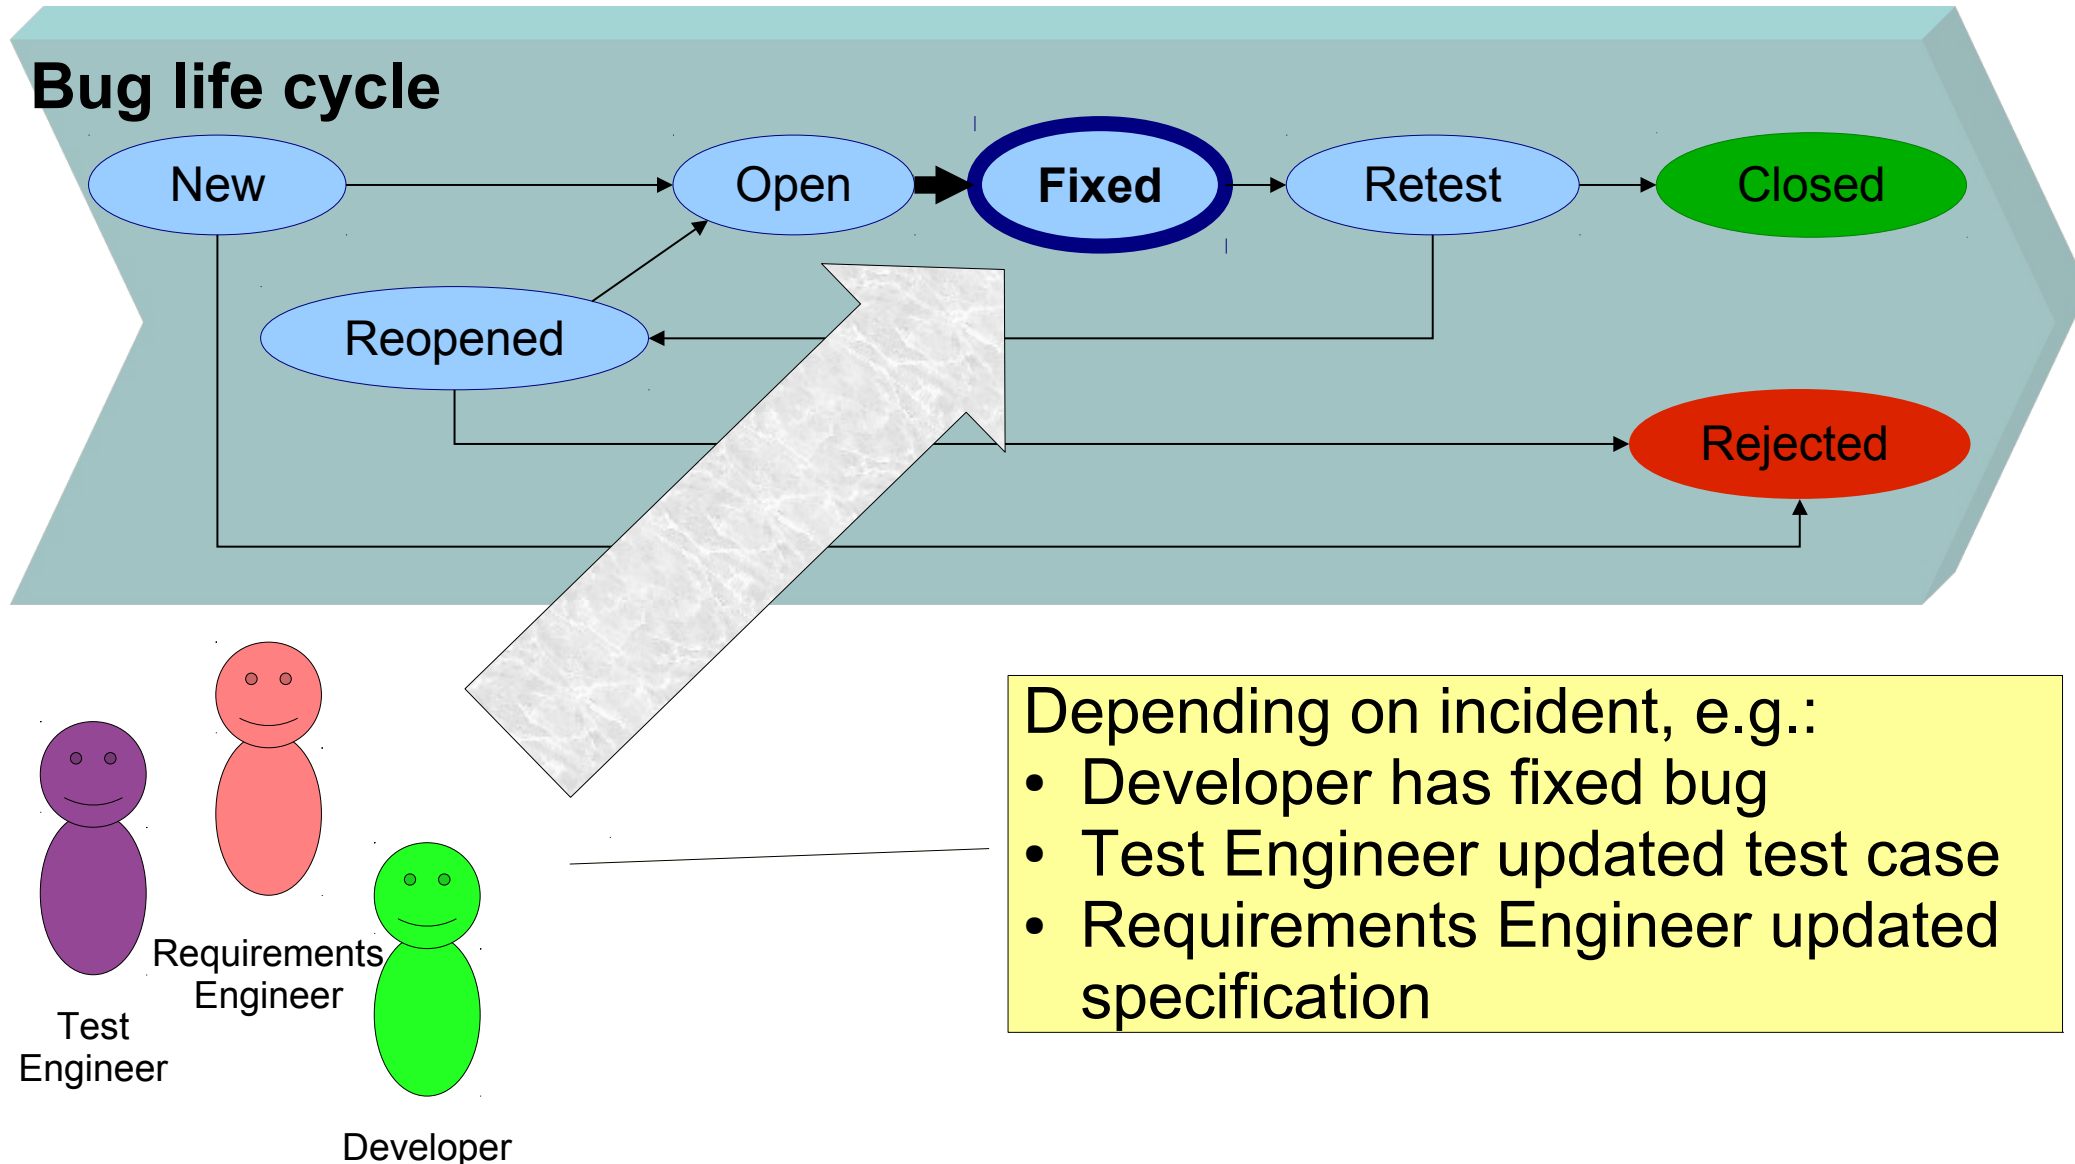 Bug life cycle
New
Open
Fixed
Retest
Closed
Reopened
Rejected
Requirements
Engineer
Test
Engineer
Developer
Depending on incident, e.g.:
• Developer has fixed bug
• Test Engineer updated test case
• Requirements Engineer updated
specification